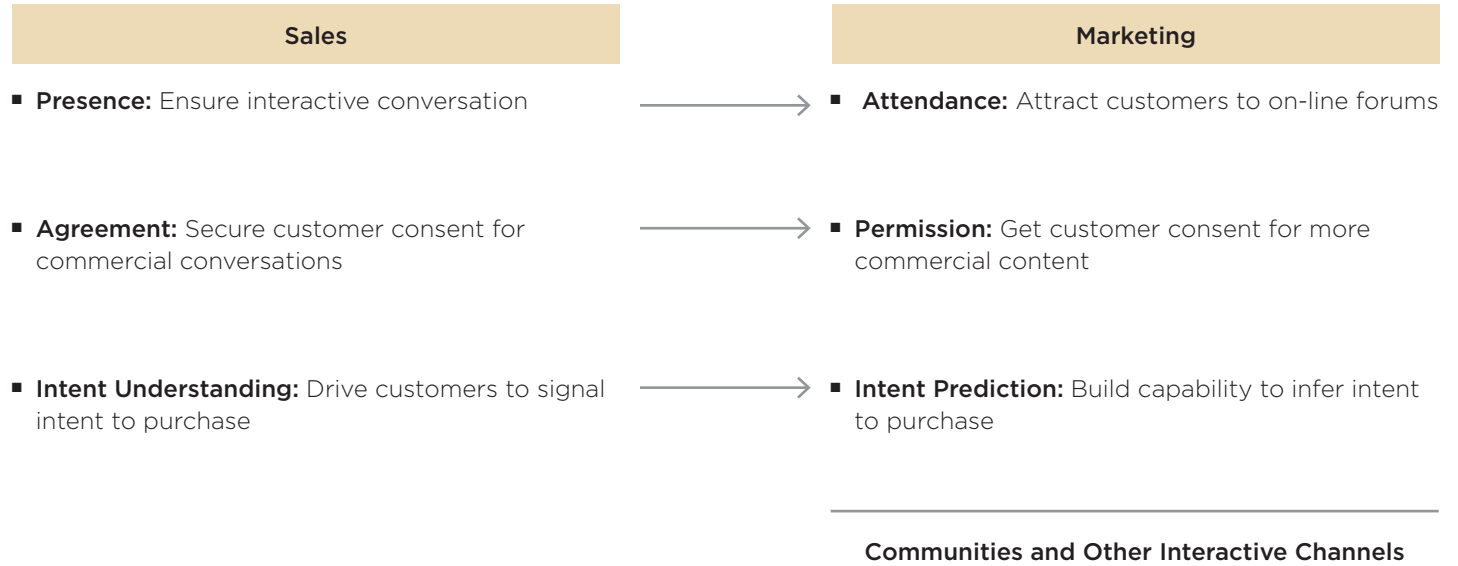 Sales
Marketing
▪ Presence: Ensure interactive conversation
▪ Attendance: Attract customers to on-line forums
▪ Agreement: Secure customer consent for
commercial conversations
▪ Permission: Get customer consent for more
commercial content
▪ Intent Understanding: Drive customers to signal
intent to purchase
▪ Intent Prediction: Build capability to infer intent
to purchase
Communities and Other Interactive Channels